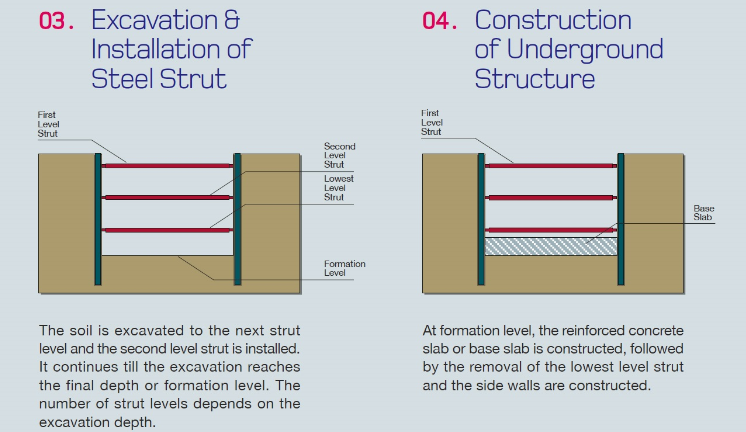 03. Excavation &
Installation of
Steel Strut
First
Level
Strut
Second
Level
Strut
Lowest
Level
Strut
Formation
Level
The soil is excavated to the next strut
level and the second level strut is installed.
It continues till the excavation reaches
the final depth or formation level. The
number of strut levels depends on the
excavation depth.
04. Construction
of Underground
Structure
First
Level
Strut
Base
Slab
At formation level, the reinforced concrete
slab or base slab is constructed, followed
by the removal of the lowest level strut
and the side walls are constructed.